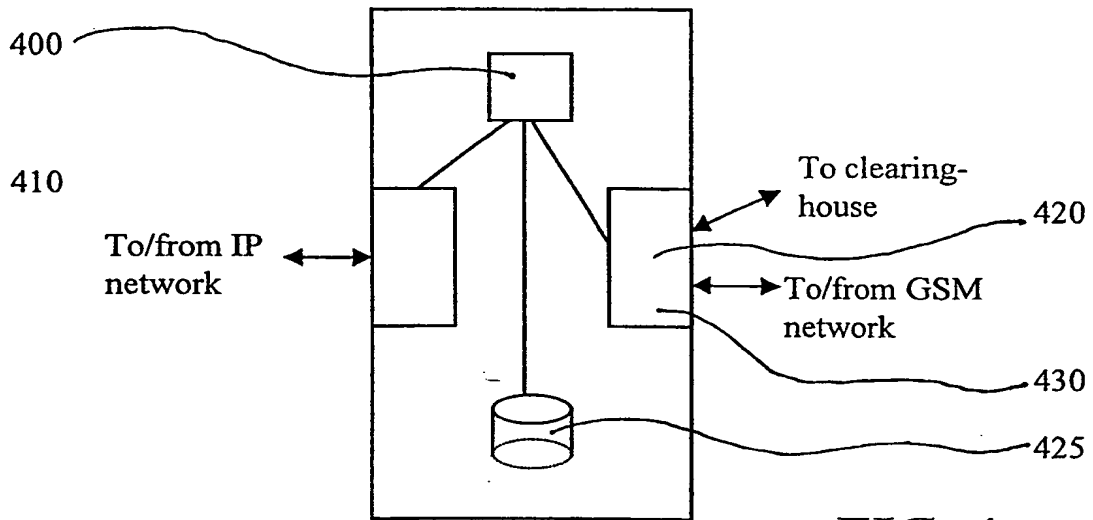 400
410
To/from IP
network
To clearing-
house
420
To/from GSM
network
430
425